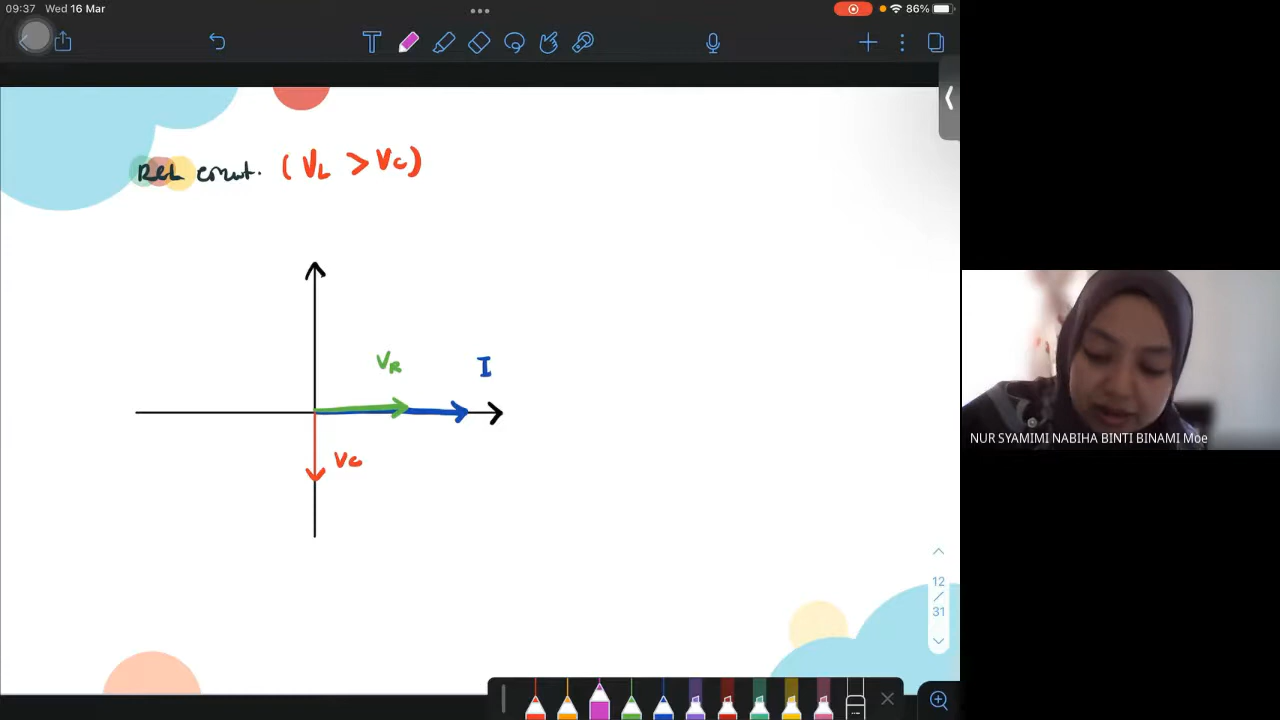 09:37 Wed 16 Mar
86%
T
RCL circuit. (VL > VC)
VR
I
VC
12
/
31
NUR SYAMIMI NABIHA BINTI BINAMI Moe